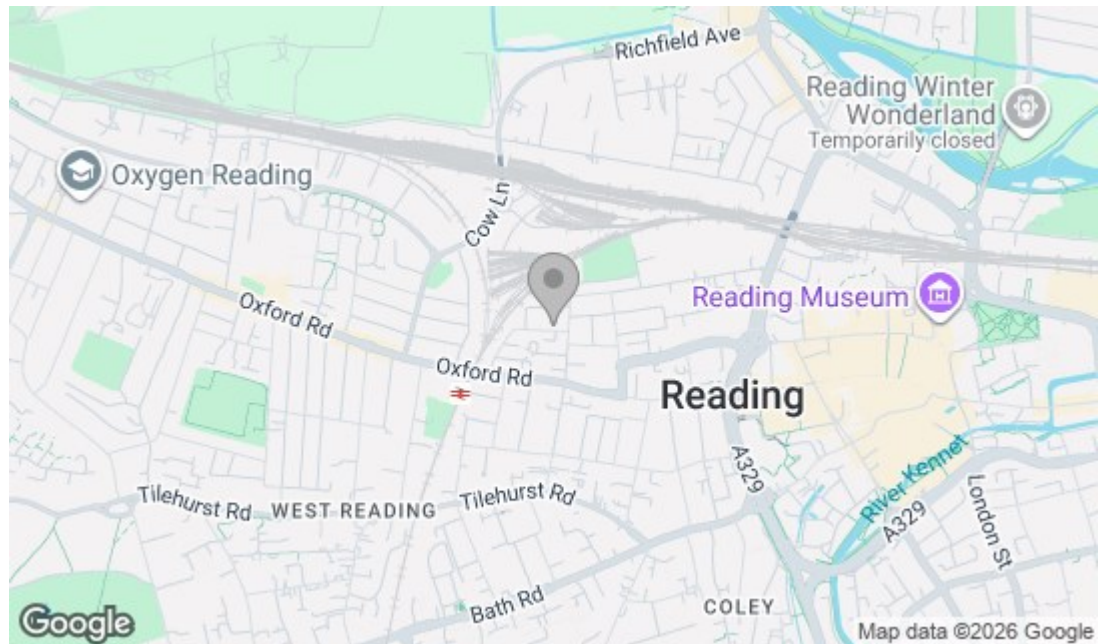 Richfield Ave
Reading Winter
Wonderland
Temporarily closed
Oxygen Reading
Cow Ln
Reading Museum
Oxford Rd
Oxford Rd
Reading
A329
River Kennet
Tilehurst Rd
WEST READING
Tilehurst Rd
A329
London St
Bath Rd
COLEY
Google
Map data ©2026 Google